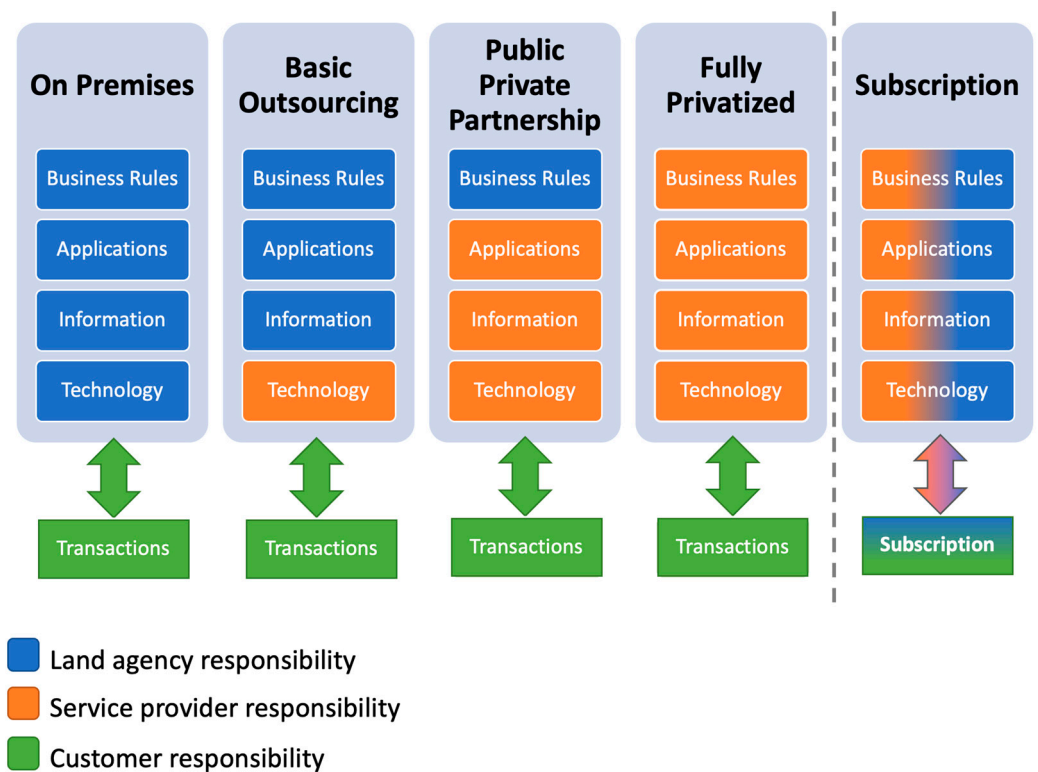 On Premises
Business Rules
Applications
Information
Technology
Transactions
Basic
Outsourcing
Business Rules
Applications
Information
Technology
Transactions
Public
Private
Partnership
Business Rules
Applications
Information
Technology
Transactions
Fully
Privatized
Business Rules
Applications
Information
Technology
Transactions
Subscription
Business Rules
Applications
Information
Technology
Subscription
Land agency responsibility
Service provider responsibility
Customer responsibility